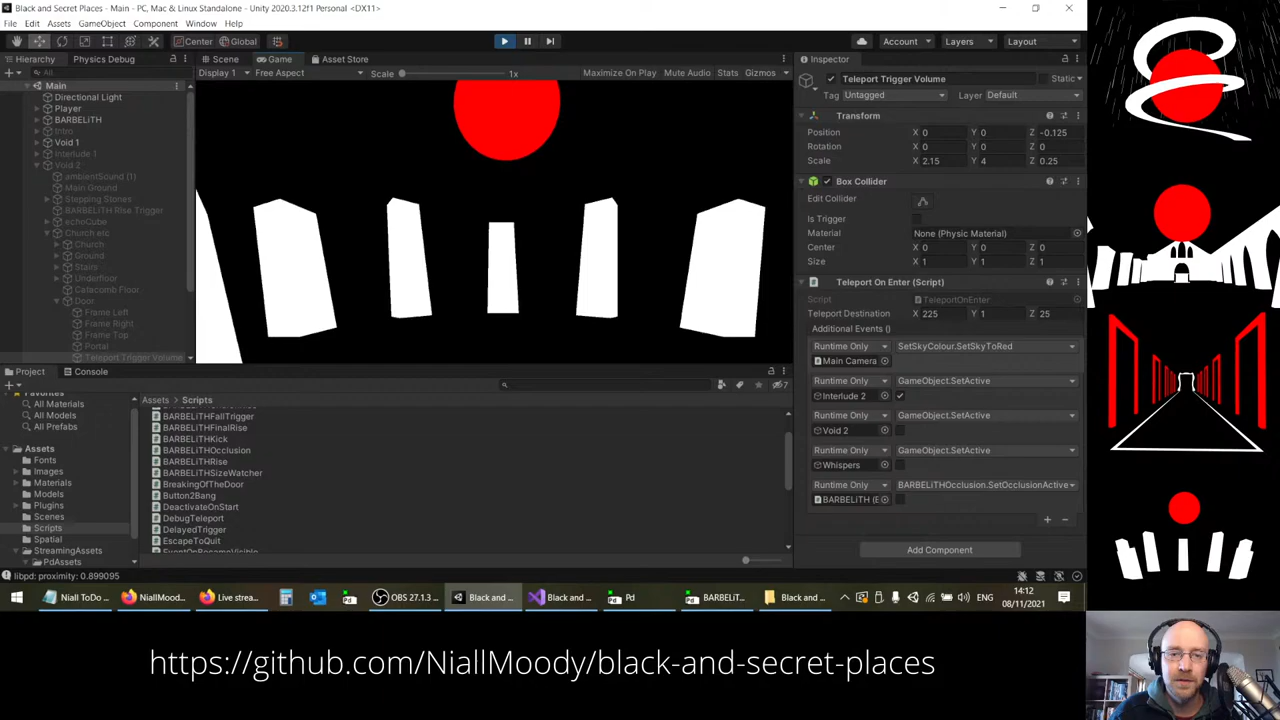 Black and Secret Places - Main - PC, Mac & Linux Standalone - Unity 2020.3.12f1 Personal <DX11>
File Edit Assets GameObject Component Window Help
Center Global
Account Layers Layout
Hierarchy Physics Debug
All
Main
Directional Light
Player
BARBELiTH
Intro
Void 1
Interlude 1
Void 2
ambientSound (1)
Main Ground
Stepping Stones
BARBELiTH Rise Trigger
echoCube
Church etc
Church
Ground
Stairs
Underfloor
Catacomb Floor
Door
Frame Left
Frame Right
Frame Top
Portal
Teleport Trigger Volume
Scene Game Asset Store
Display 1 Free Aspect Scale 1x Maximize On Play Mute Audio Stats Gizmos
Inspector
Teleport Trigger Volume Static
Tag Untagged Layer Default
Transform
Position X 0 Y 0 Z -0.125
Rotation X 0 Y 0 Z 0
Scale X 2.15 Y 4 Z 0.25
Box Collider
Edit Collider
Is Trigger
Material None (Physic Material)
Center X 0 Y 0 Z 0
Size X 1 Y 1 Z 1
Teleport On Enter (Script)
Script TeleportOnEnter
Teleport Destination X 225 Y 1 Z 25
Additional Events ()
Runtime Only SetSkyColour.SetSkyToRed
Main Camera
Runtime Only GameObject.SetActive
Interlude 2
Runtime Only GameObject.SetActive
Void 2
Runtime Only GameObject.SetActive
Whispers
Runtime Only BARBELiTHOcclusion.SetOcclusionActive
BARBELiTH (E
Add Component
Project Console
7
Favorites
All Materials
All Models
All Prefabs
Assets
Fonts
Images
Materials
Models
Plugins
Scenes
Scripts
Spatial
StreamingAssets
PdAssets
Assets > Scripts
BARBELiTHFallTrigger
BARBELiTHFinalRise
BARBELiTHKick
BARBELiTHOcclusion
BARBELiTHRise
BARBELiTHSizeWatcher
BreakingOfTheDoor
Button2Bang
DeactivateOnStart
DebugTeleport
DelayedTrigger
EscapeToQuit
EventOnBecameVisible
libpd: proximity: 0.899095
Niall ToDo ... NiallMood... Live strea... OBS 27.1.3 ... Black and ... Black and ... Pd BARBELiT... Black and ... ENG 14:12
08/11/2021
https://github.com/NiallMoody/black-and-secret-places